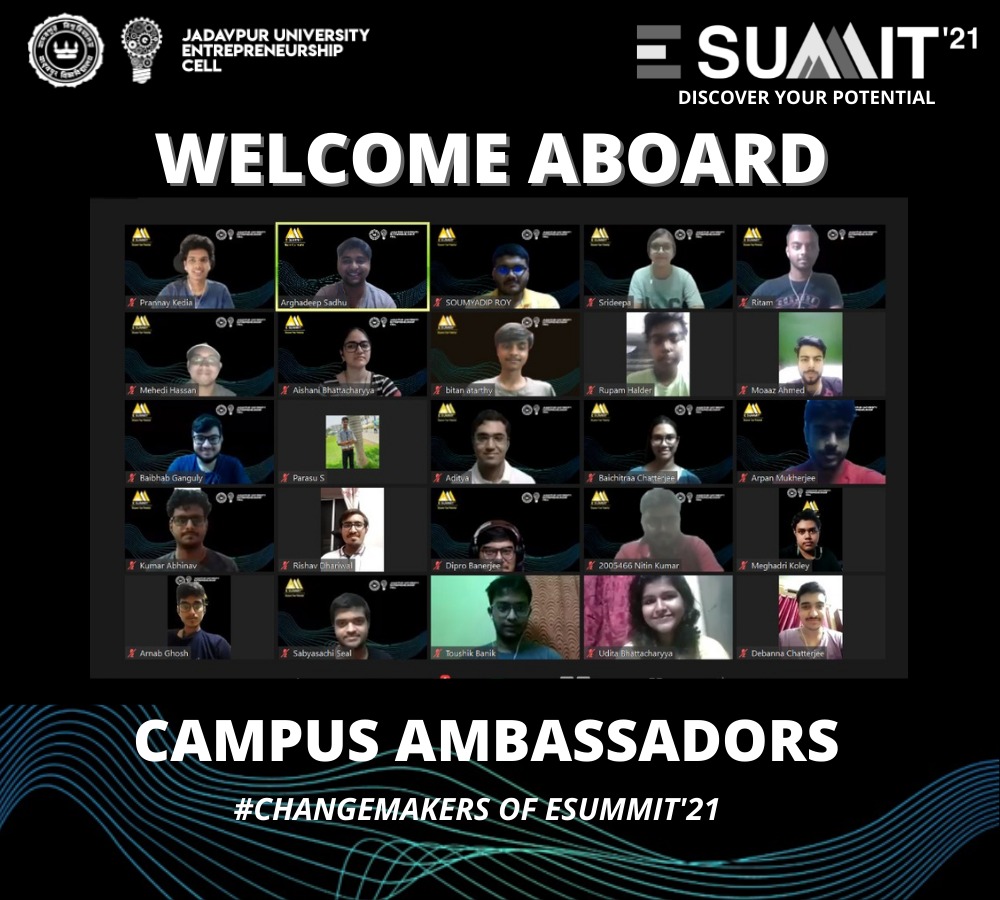 JADAVPUR UNIVERSITY
ENTREPRENEURSHIP
CELL
E SUMMIT'21
DISCOVER YOUR POTENTIAL
WELCOME ABOARD
Prannay Kedia
Arghadeep Sadhu
SOUMYADIP ROY
Srideepa
Ritam
Mehedi Hassan
Aishani Bhattacharyya
bitan atarthy
Rupam Halder
Moaaz Ahmed
Baibhab Ganguly
Parasu S
Aditya
Baichitraa Chatterjee
Arpan Mukherjee
Kumar Abhinav
Rishav Dhariwal
Dipro Banerjee
2005466 Nitin Kumar
Meghadri Koley
Arnab Ghosh
Sabyasachi Seal
Toushik Banik
Udita Bhattacharyya
Debanna Chatterjee
CAMPUS AMBASSADORS
#CHANGEMAKERS OF ESUMMIT'21